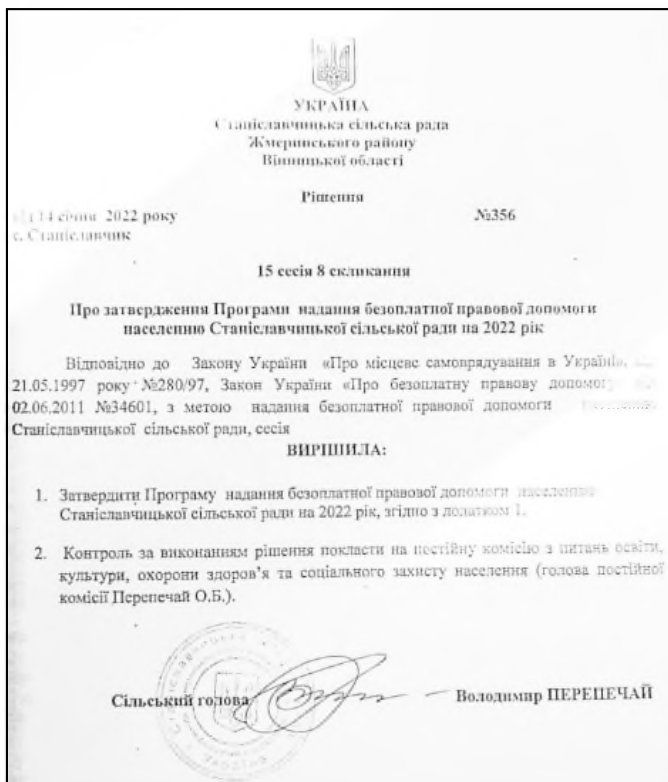 УКРАЇНА
Станіславчицька сільська рада
Жмеринського району
Вінницької області
Рішення
від 14 січня 2022 року №356
с. Станіславчик
15 сесія 8 скликання
Про затвердження Програми надання безоплатної правової допомоги
населенню Станіславчицької сільської ради на 2022 рік
Відповідно до Закону України «Про місцеве самоврядування в Україні»,
21.05.1997 року №280/97, Закон України «Про безоплатну правову допомогу»
02.06.2011 №34601, з метою надання безоплатної правової допомоги
Станіславчицької сільської ради, сесія
ВИРІШИЛА:
1. Затвердити Програму надання безоплатної правової допомоги населенню
Станіславчицької сільської ради на 2022 рік, згідно з додатком 1.
2. Контроль за виконанням рішення покласти на постійну комісію з питань освіти,
культури, охорони здоров’я та соціального захисту населення (голова постійної
комісії Перепечай О.Б.).
Сільський голова Володимир ПЕРЕПЕЧАЙ
УКРАЇНА